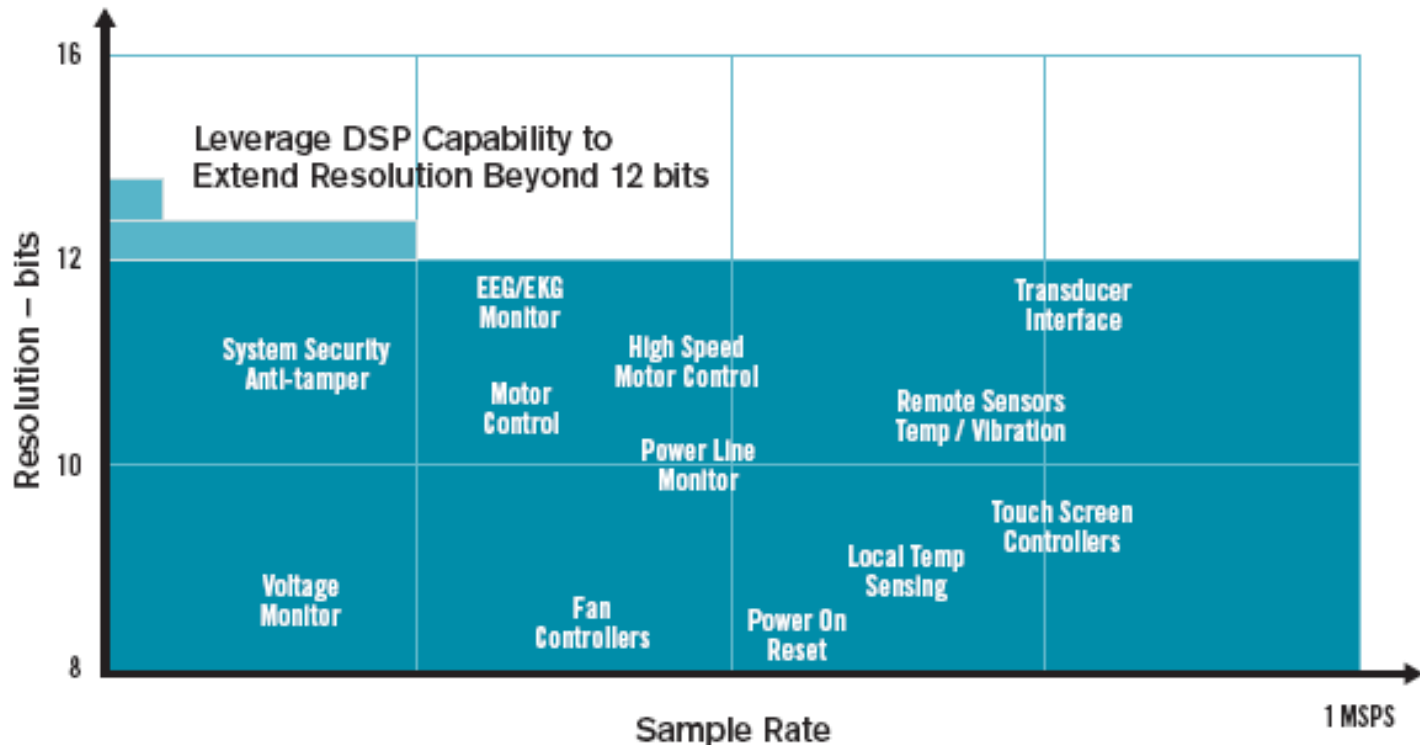 16
Leverage DSP Capability to
Extend Resolution Beyond 12 bits
12
EEG/EKG
Monitor
Transducer
Interface
System Security
Anti-tamper
High Speed
Motor Control
Motor
Control
Remote Sensors
Temp / Vibration
Power Line
Monitor
10
Touch Screen
Controllers
Local Temp
Sensing
Voltage
Monitor
Fan
Controllers
Power On
Reset
8
Resolution – bits
1 MSPS
Sample Rate